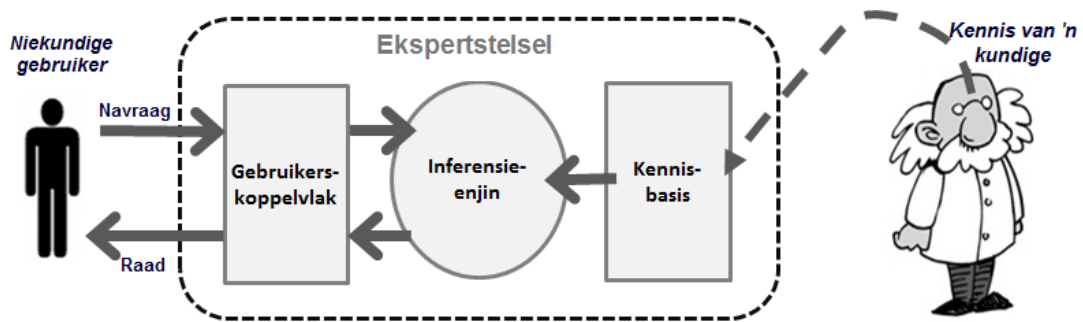 Ekspertstelsel
Niekundige
gebruiker
Kennis van 'n
kundige
Navraag
Gebruikers-
koppelvlak
Inferensie-
enjin
Kennis-
basis
Raad